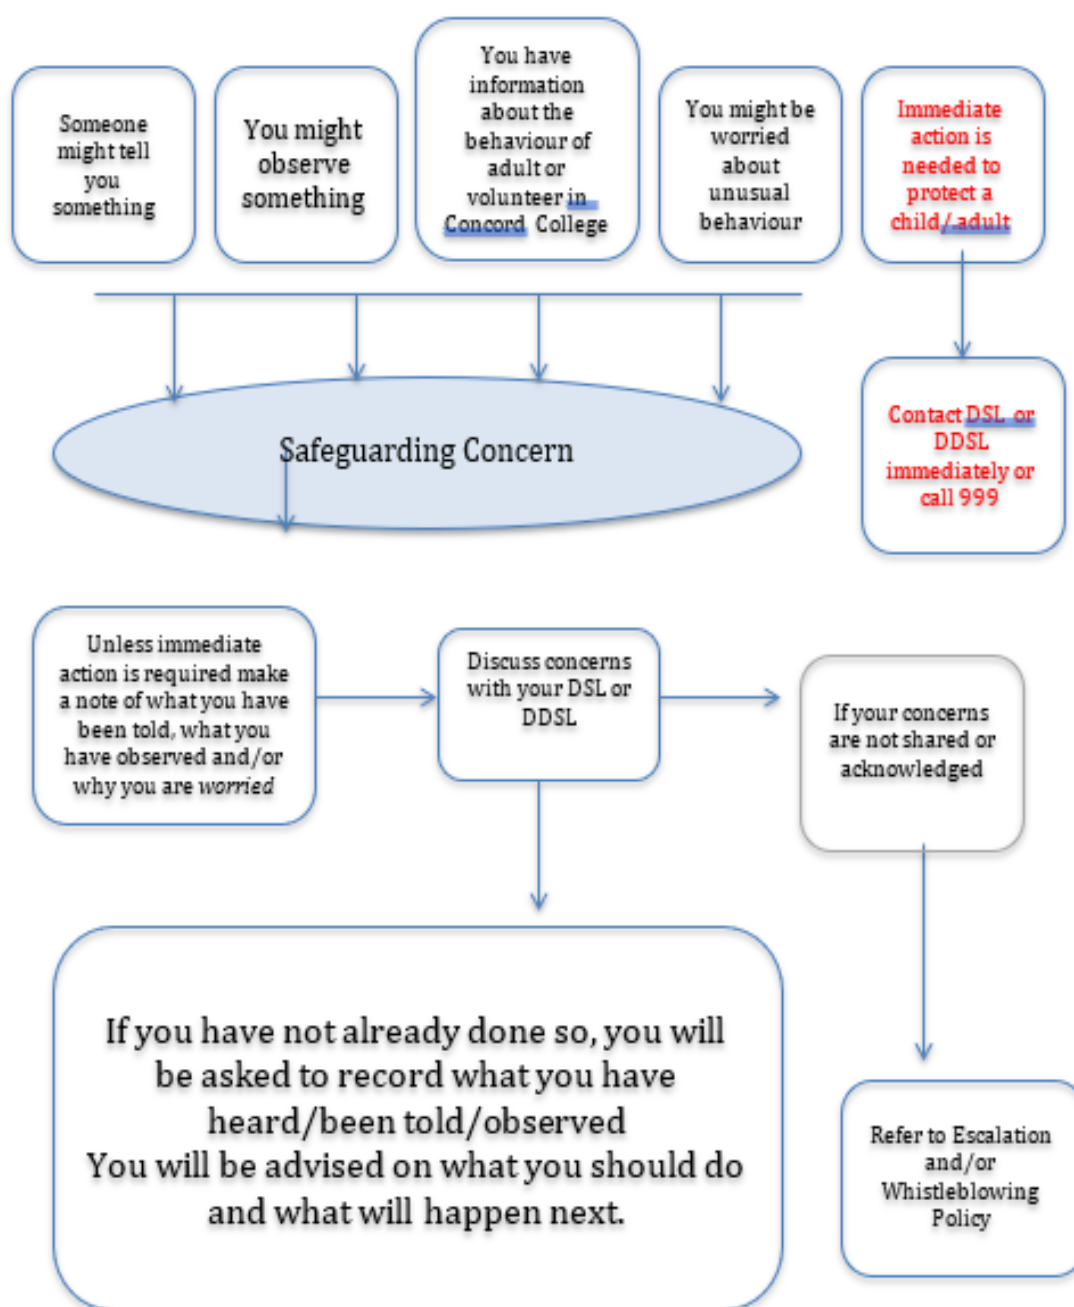 Someone
might tell
you
something
You might
observe
something
You have
information
about the
behaviour of
adult or
volunteer in
Concord College
You might be
worried
about
unusual
behaviour
Immediate
action is
needed to
protect a
child/adult
Safeguarding Concern
Contact DSL or
DDSL
immediately or
call 999
Unless immediate
action is required make
a note of what you have
been told, what you
have observed and/or
why you are worried
Discuss concerns
with your DSL or
DDSL
If your concerns
are not shared or
acknowledged
If you have not already done so, you will
be asked to record what you have
heard/been told/observed
You will be advised on what you should do
and what will happen next.
Refer to Escalation
and/or
Whistleblowing
Policy